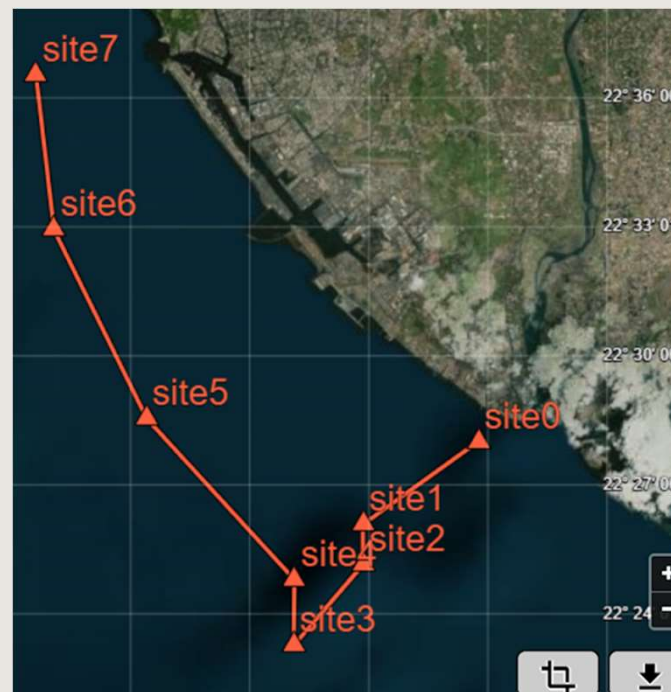 site7
22° 36' 0
site6
22° 33' 0
22° 30' 0
site5
site0
22° 27' 0
site1
site2
site4
22° 24'
site3
+